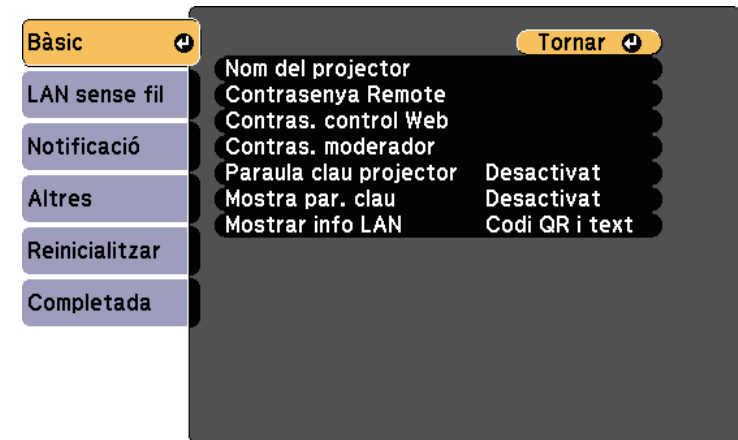 Bàsic
LAN sense fil
Notificació
Altres
Reinicialitzar
Completada
Tornar
Nom del projector
Contrasenya Remote
Contras. control Web
Contras. moderador
Paraula clau projector Desactivat
Mostra par. clau Desactivat
Mostrar info LAN Codi QR i text